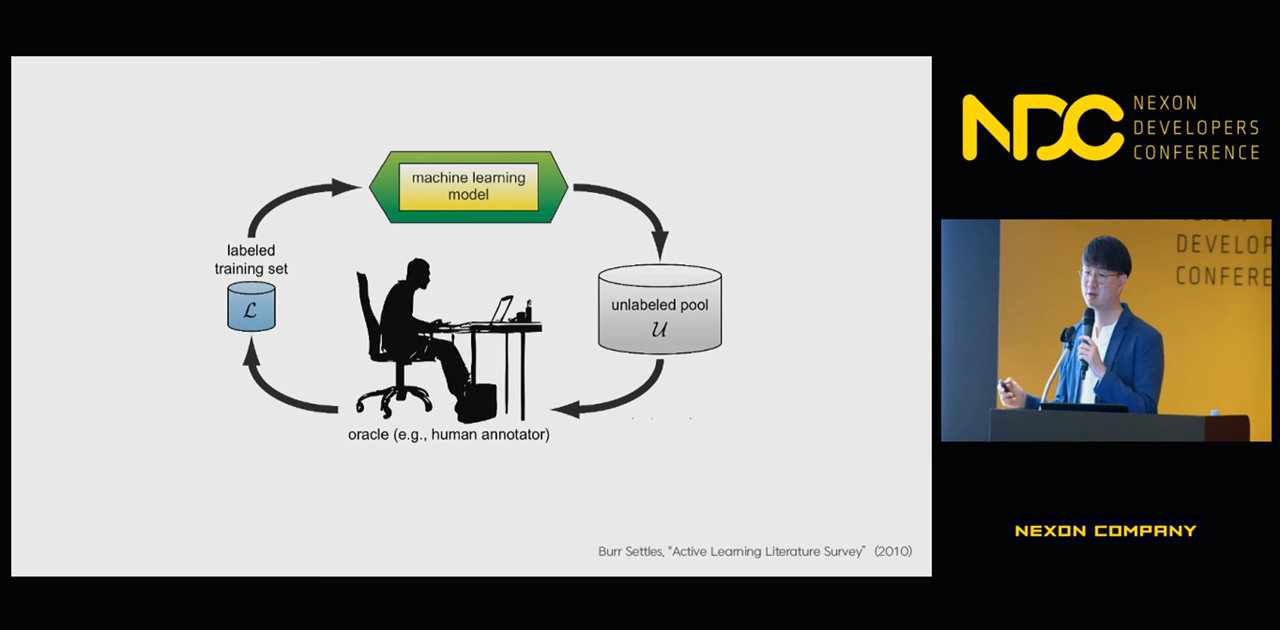 machine learning
model
labeled
training set
ℒ
unlabeled pool
𝒰
oracle (e.g., human annotator)
Burr Settles, "Active Learning Literature Survey" (2010)
NDC
NEXON
DEVELOPERS
CONFERENCE
DEVELOP
CONFERE
NEXON COMPANY